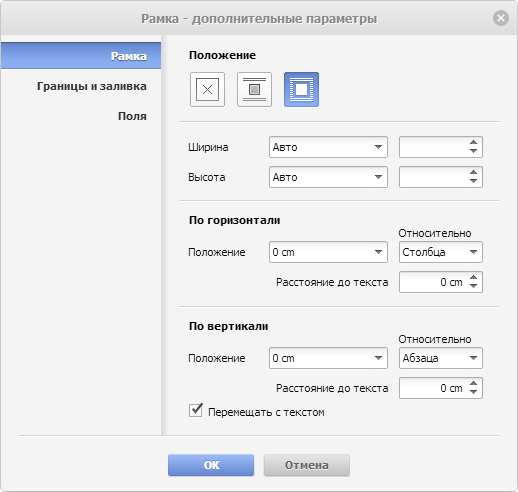 Рамка - дополнительные параметры
Рамка
Границы и заливка
Поля
Положение
Ширина Авто
Высота Авто
По горизонтали
Относительно
Положение 0 cm Столбца
Расстояние до текста 0 cm
По вертикали
Относительно
Положение 0 cm Абзаца
Расстояние до текста 0 cm
Перемещать с текстом
OK Отмена